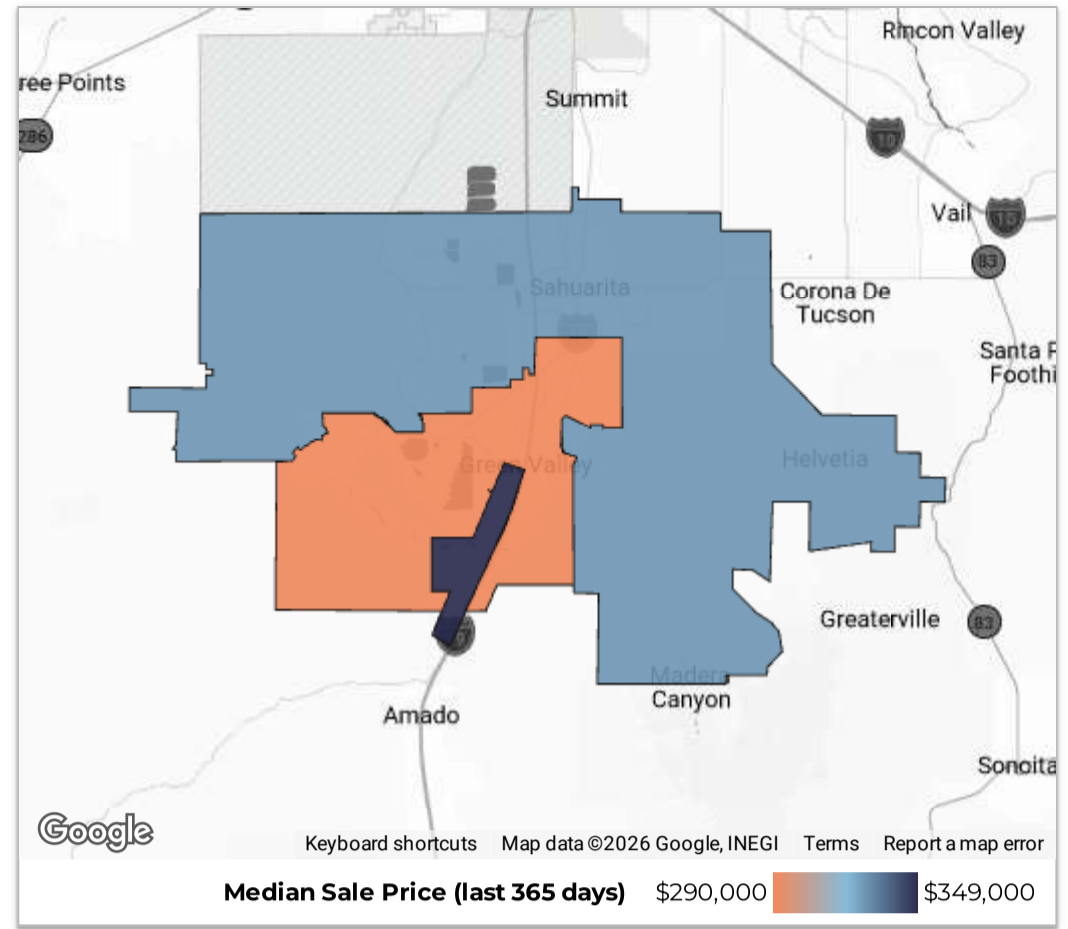 Rincon Valley
ree Points
Summit
286
10
Vail
83
Sahuarita
Corona De
Tucson
Santa R
Foothi
Green Valley
Helvetia
Greaterville
83
Madera
Canyon
Amado
Sonoita
Google
Keyboard shortcuts Map data ©2026 Google, INEGI Terms Report a map error
Median Sale Price (last 365 days) $290,000 $349,000